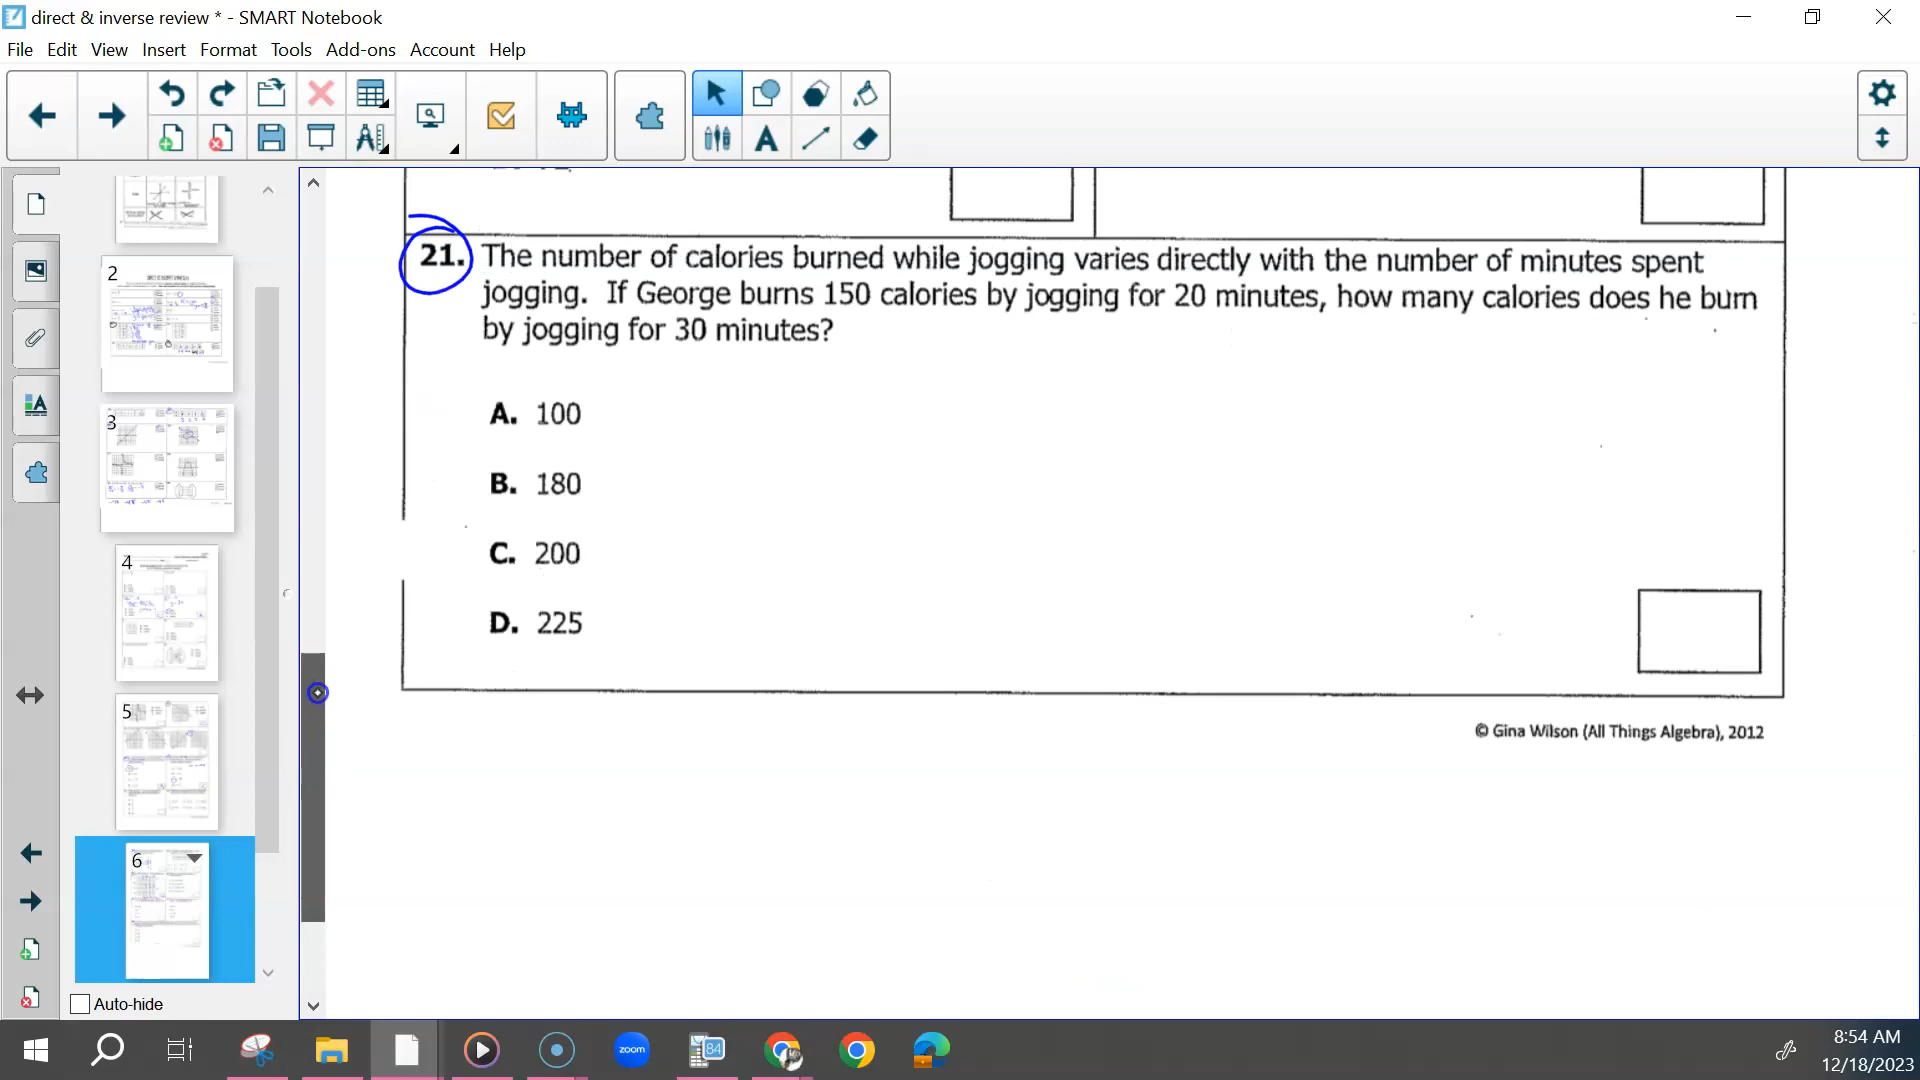 direct & inverse review * - SMART Notebook
File Edit View Insert Format Tools Add-ons Account Help
21. The number of calories burned while jogging varies directly with the number of minutes spent
jogging. If George burns 150 calories by jogging for 20 minutes, how many calories does he burn
by jogging for 30 minutes?
A. 100
B. 180
C. 200
D. 225
© Gina Wilson (All Things Algebra), 2012
2
3
4
5
6
Auto-hide
zoom
84
8:54 AM
12/18/2023